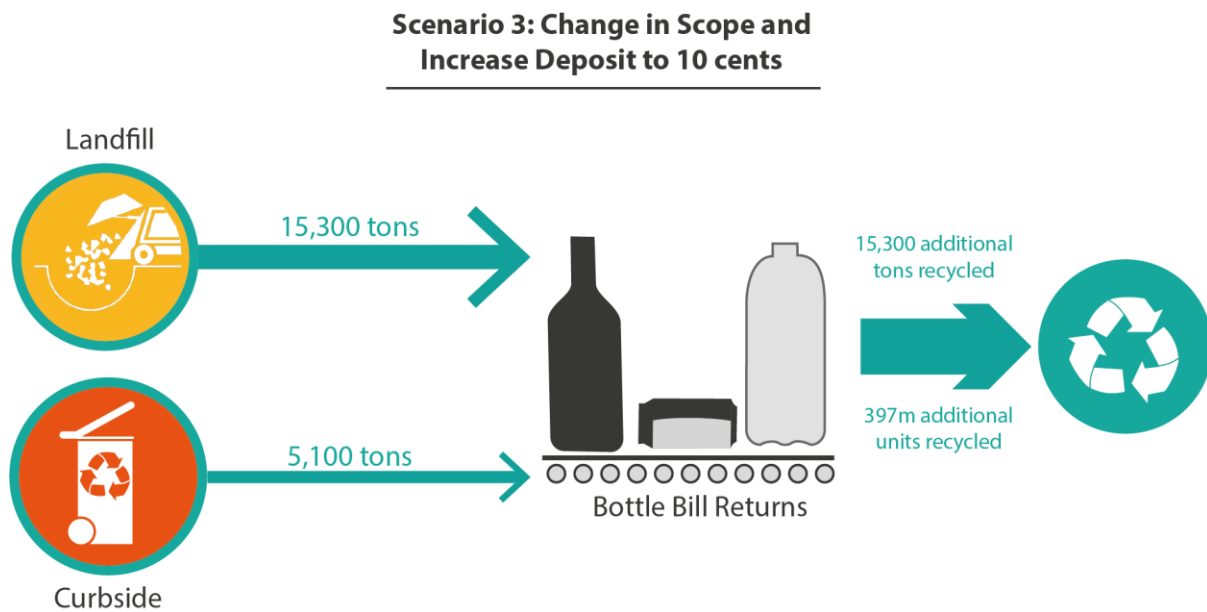 Scenario 3: Change in Scope and
Increase Deposit to 10 cents
Landfill
15,300 tons
15,300 additional
tons recycled
397m additional
units recycled
5,100 tons
Bottle Bill Returns
Curbside